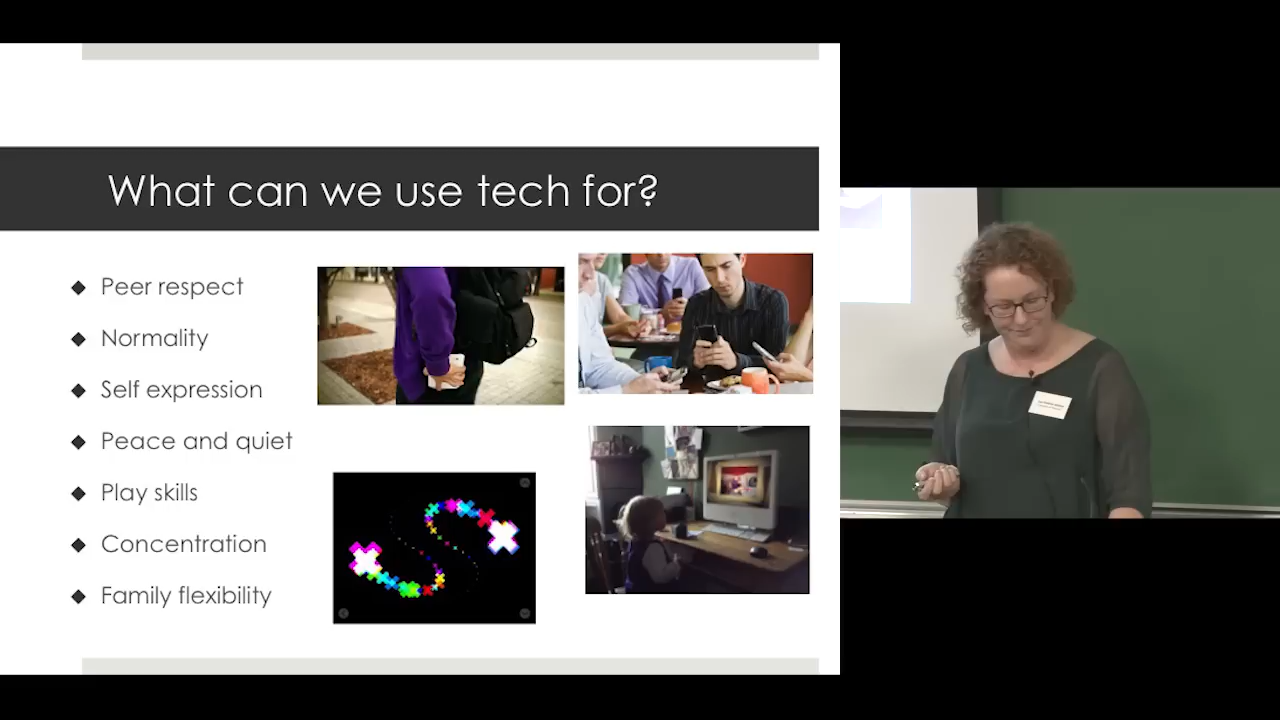 What can we use tech for?
Peer respect
Normality
Self expression
Peace and quiet
Play skills
Concentration
Family flexibility